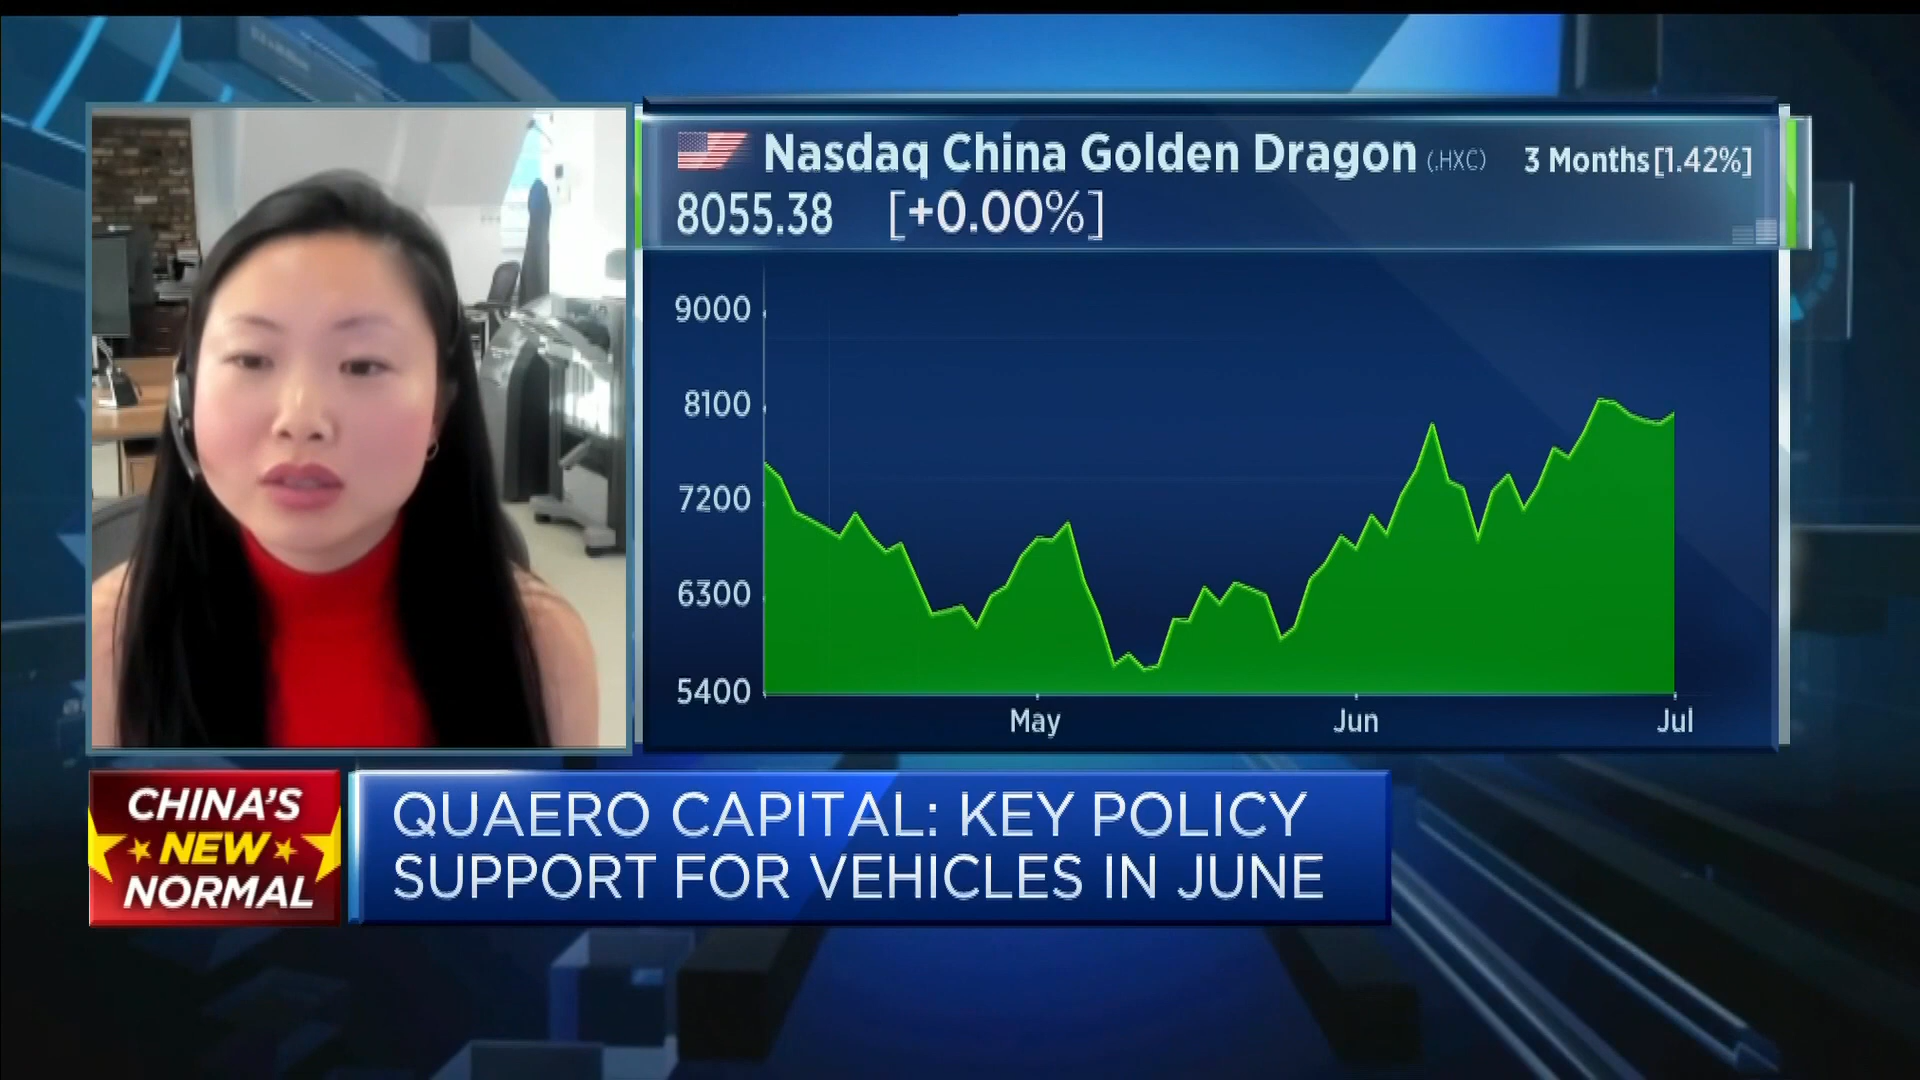 Nasdaq China Golden Dragon (.HXC) 3 Months [1.42%]
8055.38 [+0.00%]
9000
8100
7200
6300
5400
May Jun Jul
CHINA'S
NEW
NORMAL
QUAERO CAPITAL: KEY POLICY
SUPPORT FOR VEHICLES IN JUNE